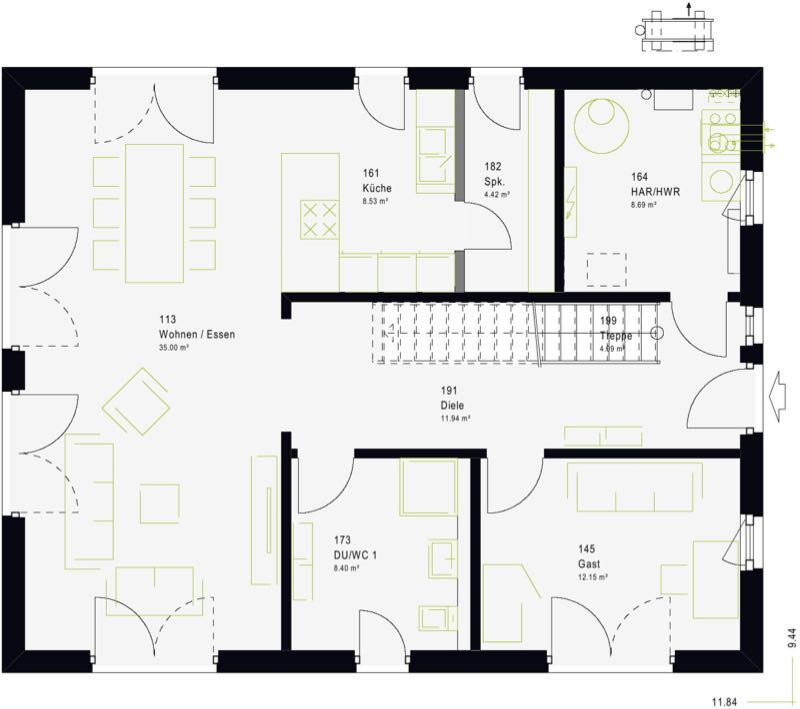 161
Küche
8.53 m²
182
Spk.
4.42 m²
164
HAR/HWR
8.69 m²
113
Wohnen / Essen
35.00 m²
199
Treppe
4.09 m²
191
Diele
11.94 m²
173
DU/WC 1
8.40 m²
145
Gast
12.15 m²
9.44
11.84